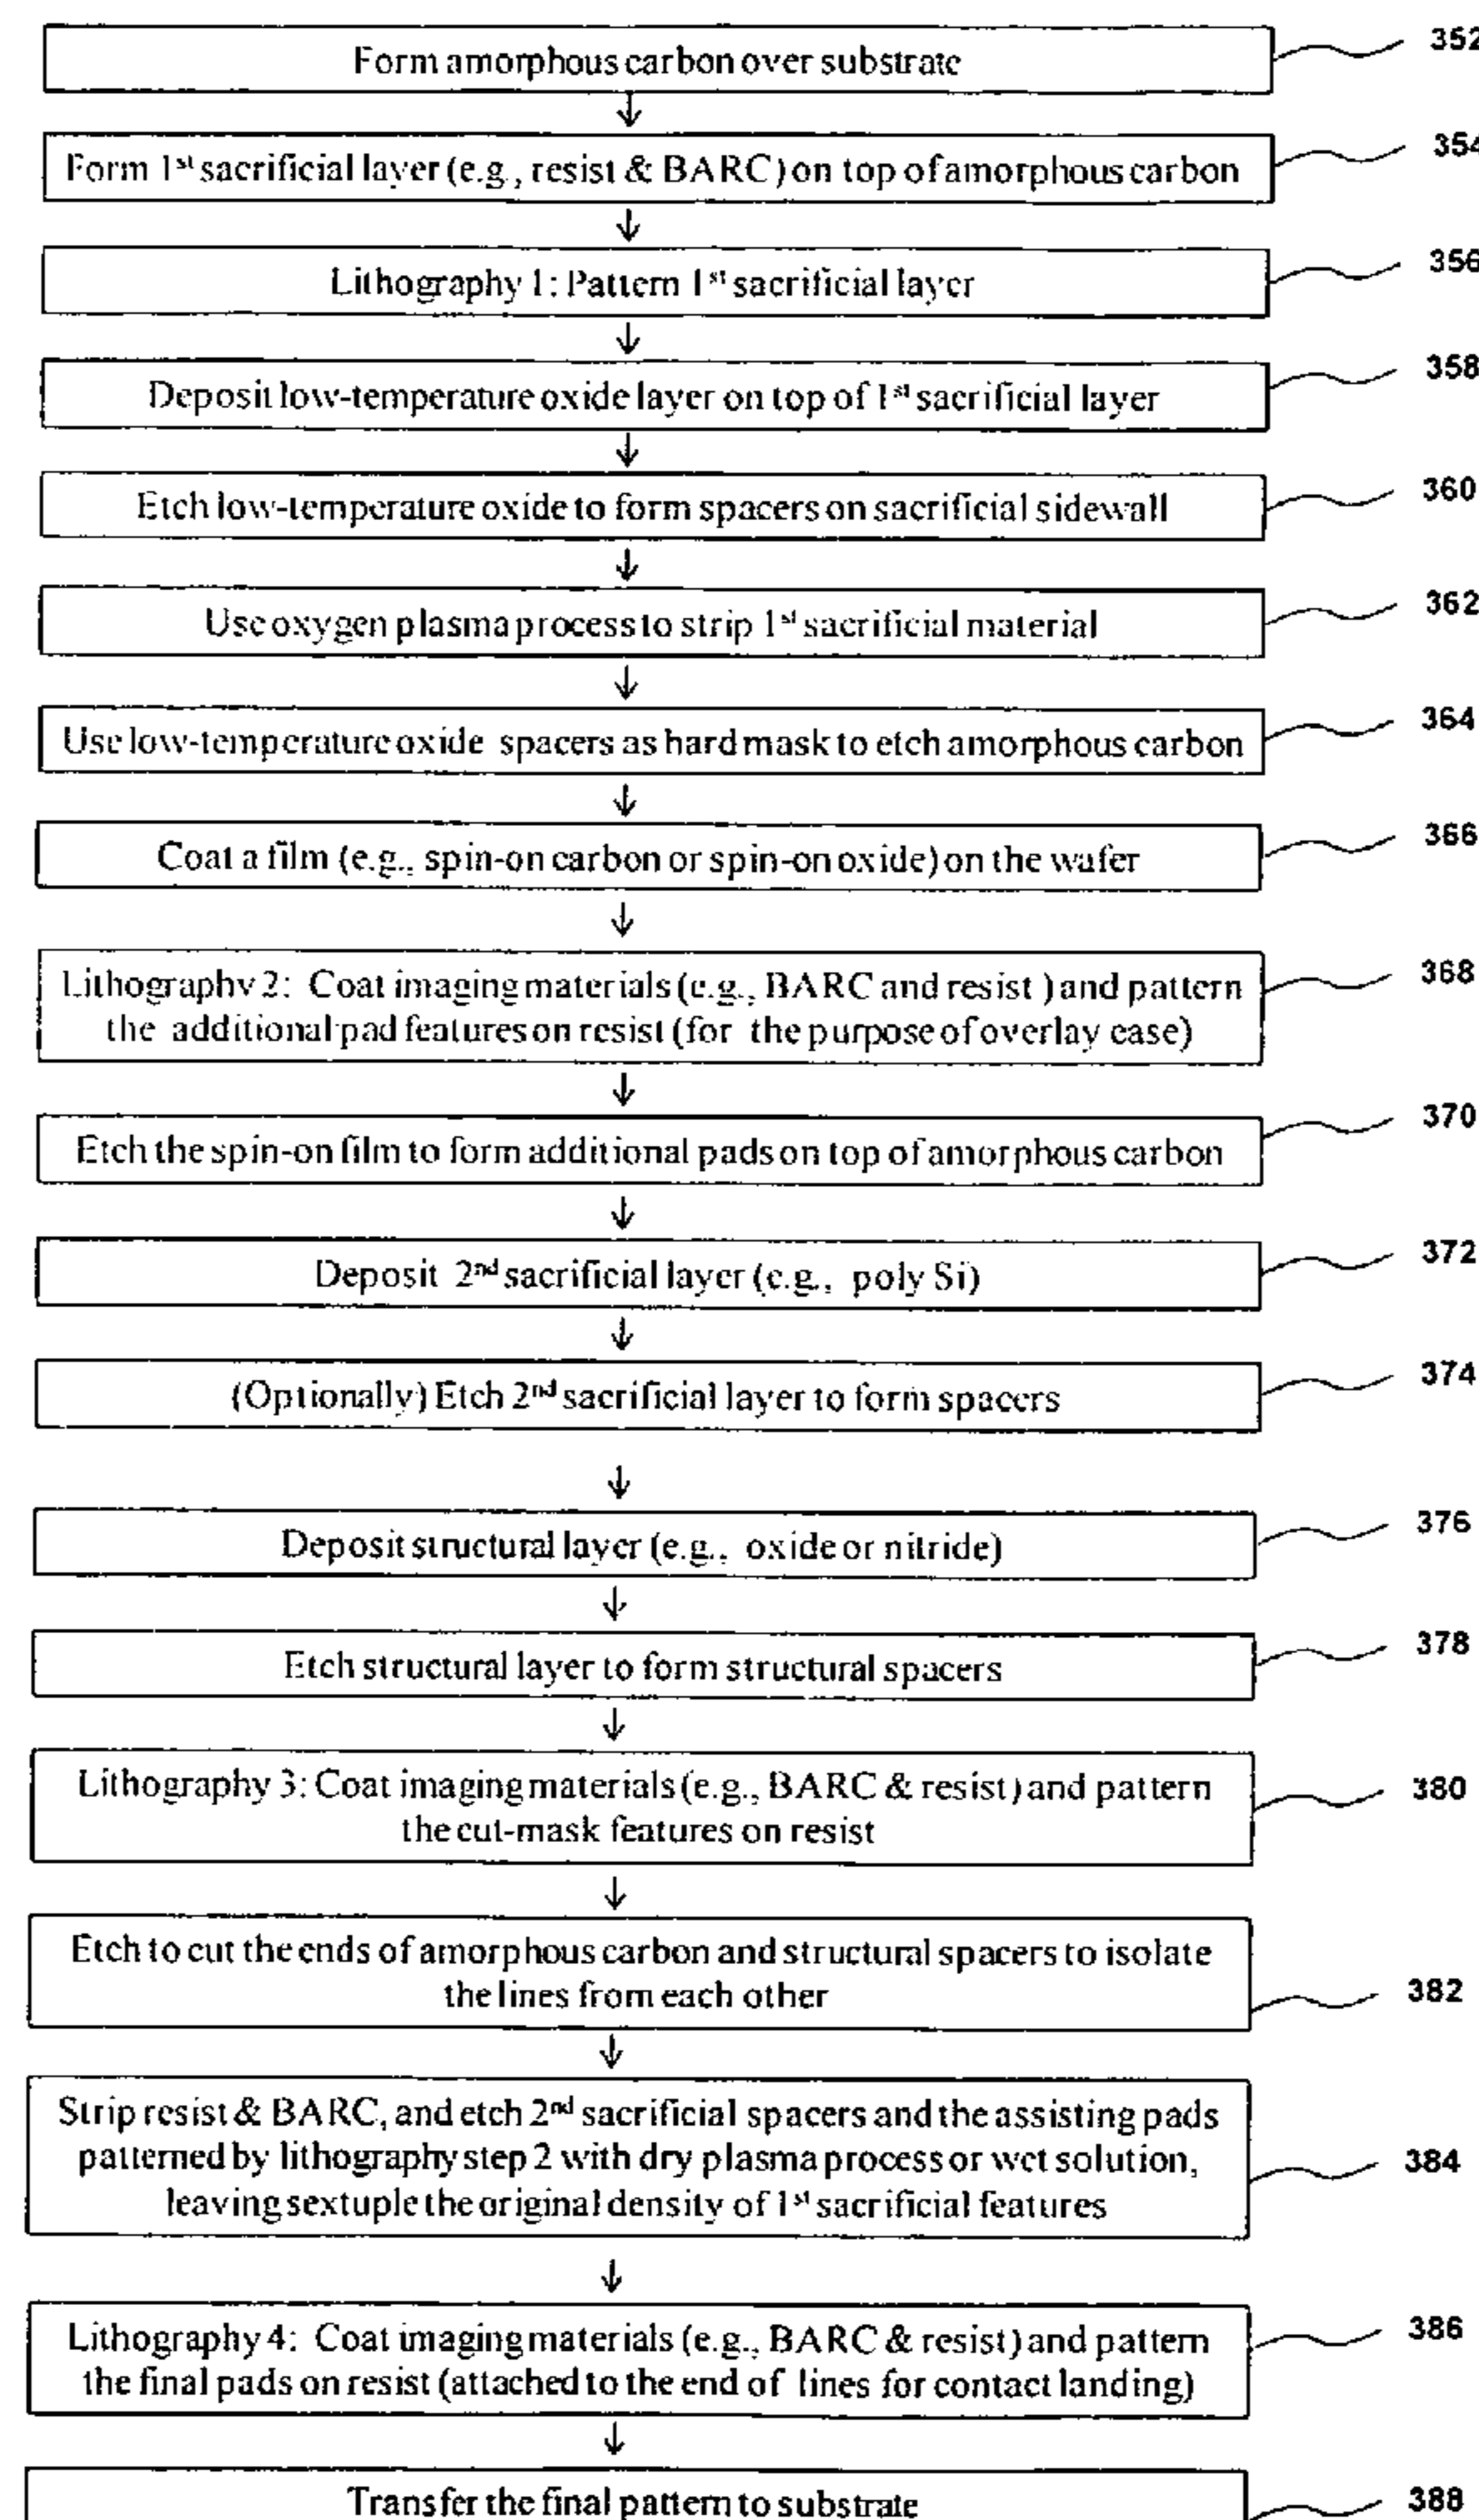 Form amorphous carbon over substrate
352
Form 1st sacrificial layer (e.g., resist & BARC) on top of amorphous carbon
354
Lithography 1: Pattern 1st sacrificial layer
356
Deposit low-temperature oxide layer on top of 1st sacrificial layer
358
Etch low-temperature oxide to form spacers on sacrificial sidewall
360
Use oxygen plasma process to strip 1st sacrificial material
362
Use low-temperature oxide spacers as hard mask to etch amorphous carbon
364
Coat a film (e.g., spin-on carbon or spin-on oxide) on the wafer
366
Lithography 2: Coat imaging materials (e.g., BARC and resist ) and pattern
the additional pad features on resist (for the purpose of overlay ease)
368
Etch the spin-on film to form additional pads on top of amorphous carbon
370
Deposit 2nd sacrificial layer (e.g., poly Si)
372
(Optionally) Etch 2nd sacrificial layer to form spacers
374
Deposit structural layer (e.g., oxide or nitride)
376
Etch structural layer to form structural spacers
378
Lithography 3: Coat imaging materials (e.g., BARC & resist) and pattern
the cut-mask features on resist
380
Etch to cut the ends of amorphous carbon and structural spacers to isolate
the lines from each other
382
Strip resist & BARC, and etch 2nd sacrificial spacers and the assisting pads
patterned by lithography step 2 with dry plasma process or wet solution,
leaving sextuple the original density of 1st sacrificial features
384
Lithography 4: Coat imaging materials (e.g., BARC & resist) and pattern
the final pads on resist (attached to the end of lines for contact landing)
386
Transfer the final pattern to substrate
388